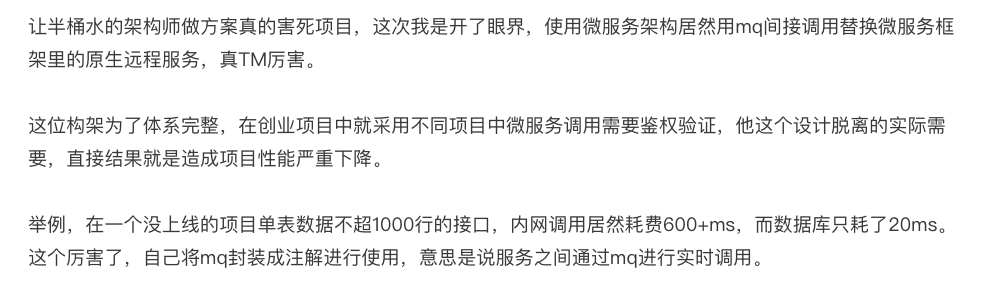 让半桶水的架构师做方案真的害死项目，这次我是开了眼界，使用微服务架构居然用mq间接调用替换微服务框
架里的原生远程服务，真TM厉害。
这位构架为了体系完整，在创业项目中就采用不同项目中微服务调用需要鉴权验证，他这个设计脱离的实际需
要，直接结果就是造成项目性能严重下降。
举例，在一个没上线的项目单表数据不超1000行的接口，内网调用居然耗费600+ms，而数据库只耗了20ms。
这个厉害了，自己将mq封装成注解进行使用，意思是说服务之间通过mq进行实时调用。